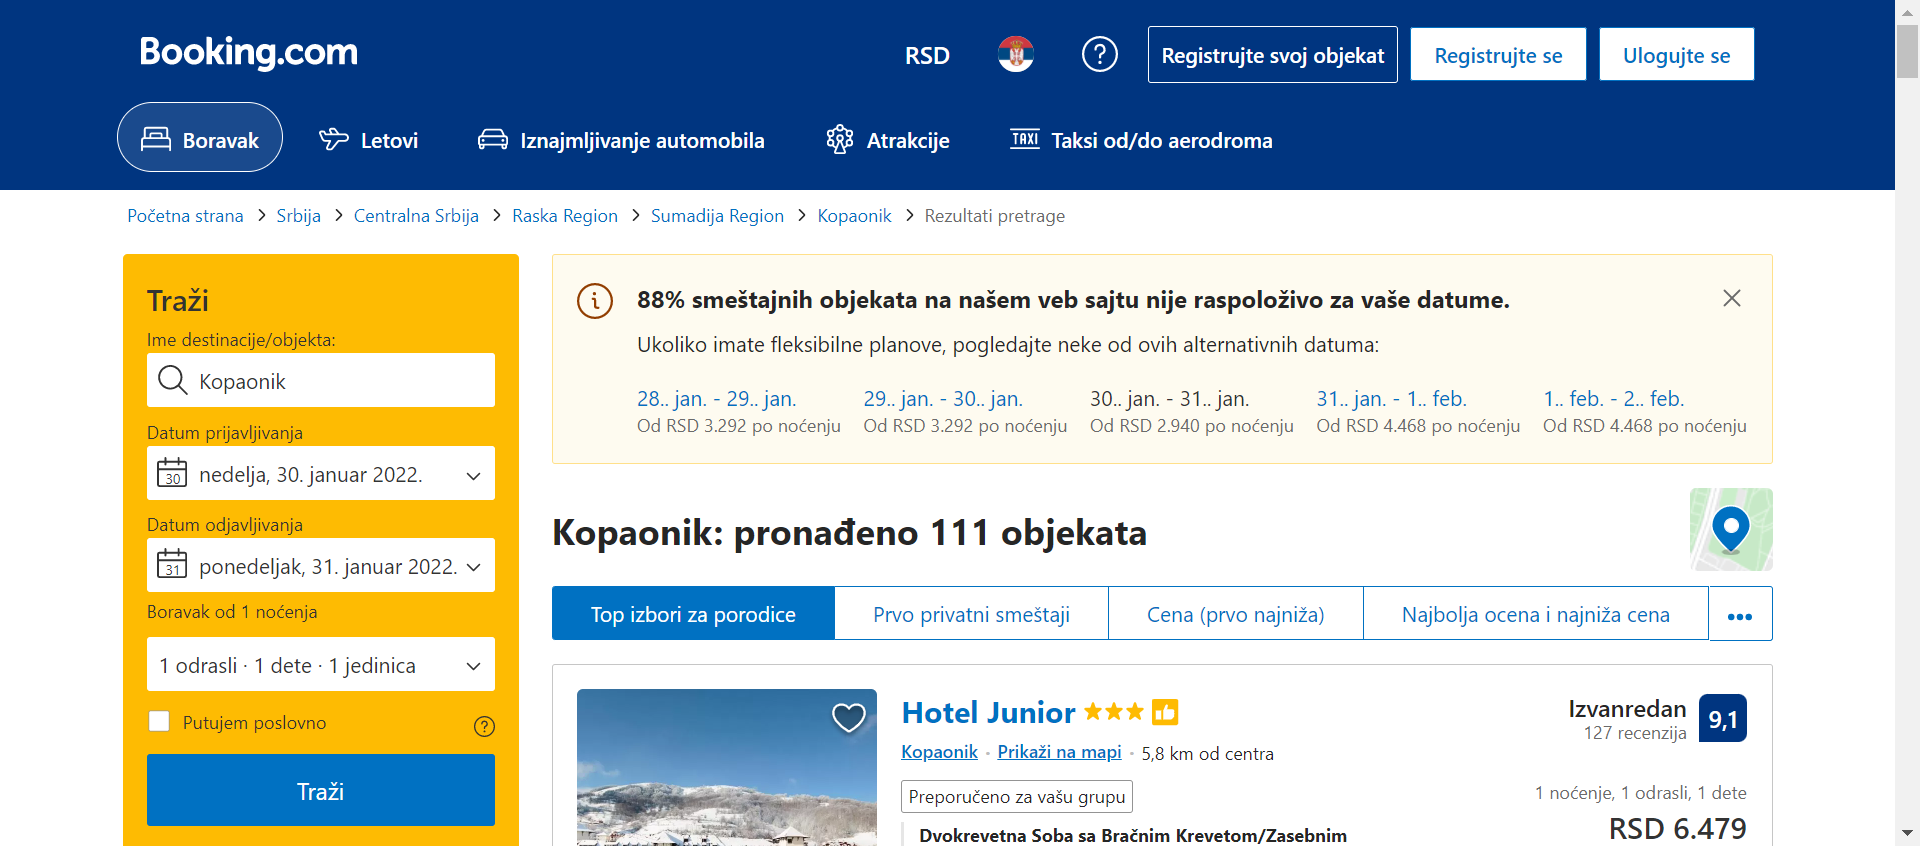 Booking.com
RSD
Registrujte svoj objekat
Registrujte se
Ulogujte se
Boravak
Letovi
Iznajmljivanje automobila
Atrakcije
TAXI
Taksi od/do aerodroma
Početna strana > Srbija > Centralna Srbija > Raska Region > Sumadija Region > Kopaonik > Rezultati pretrage
Traži
Ime destinacije/objekta:
Kopaonik
Datum prijavljivanja
30
nedelja, 30. januar 2022.
Datum odjavljivanja
31
ponedeljak, 31. januar 2022.
Boravak od 1 noćenja
1 odrasli · 1 dete · 1 jedinica
Putujem poslovno
Traži
88% smeštajnih objekata na našem veb sajtu nije raspoloživo za vaše datume.
Ukoliko imate fleksibilne planove, pogledajte neke od ovih alternativnih datuma:
28.. jan. - 29.. jan.
Od RSD 3.292 po noćenju
29.. jan. - 30.. jan.
Od RSD 3.292 po noćenju
30.. jan. - 31.. jan.
Od RSD 2.940 po noćenju
31.. jan. - 1.. feb.
Od RSD 4.468 po noćenju
1.. feb. - 2.. feb.
Od RSD 4.468 po noćenju
Kopaonik: pronađeno 111 objekata
Top izbori za porodice
Prvo privatni smeštaji
Cena (prvo najniža)
Najbolja ocena i najniža cena
Hotel Junior
Kopaonik · Prikaži na mapi · 5,8 km od centra
Preporučeno za vašu grupu
Dvokrevetna Soba sa Bračnim Krevetom/Zasebnim
Izvanredan
127 recenzija
9,1
1 noćenje, 1 odrasli, 1 dete
RSD 6.479